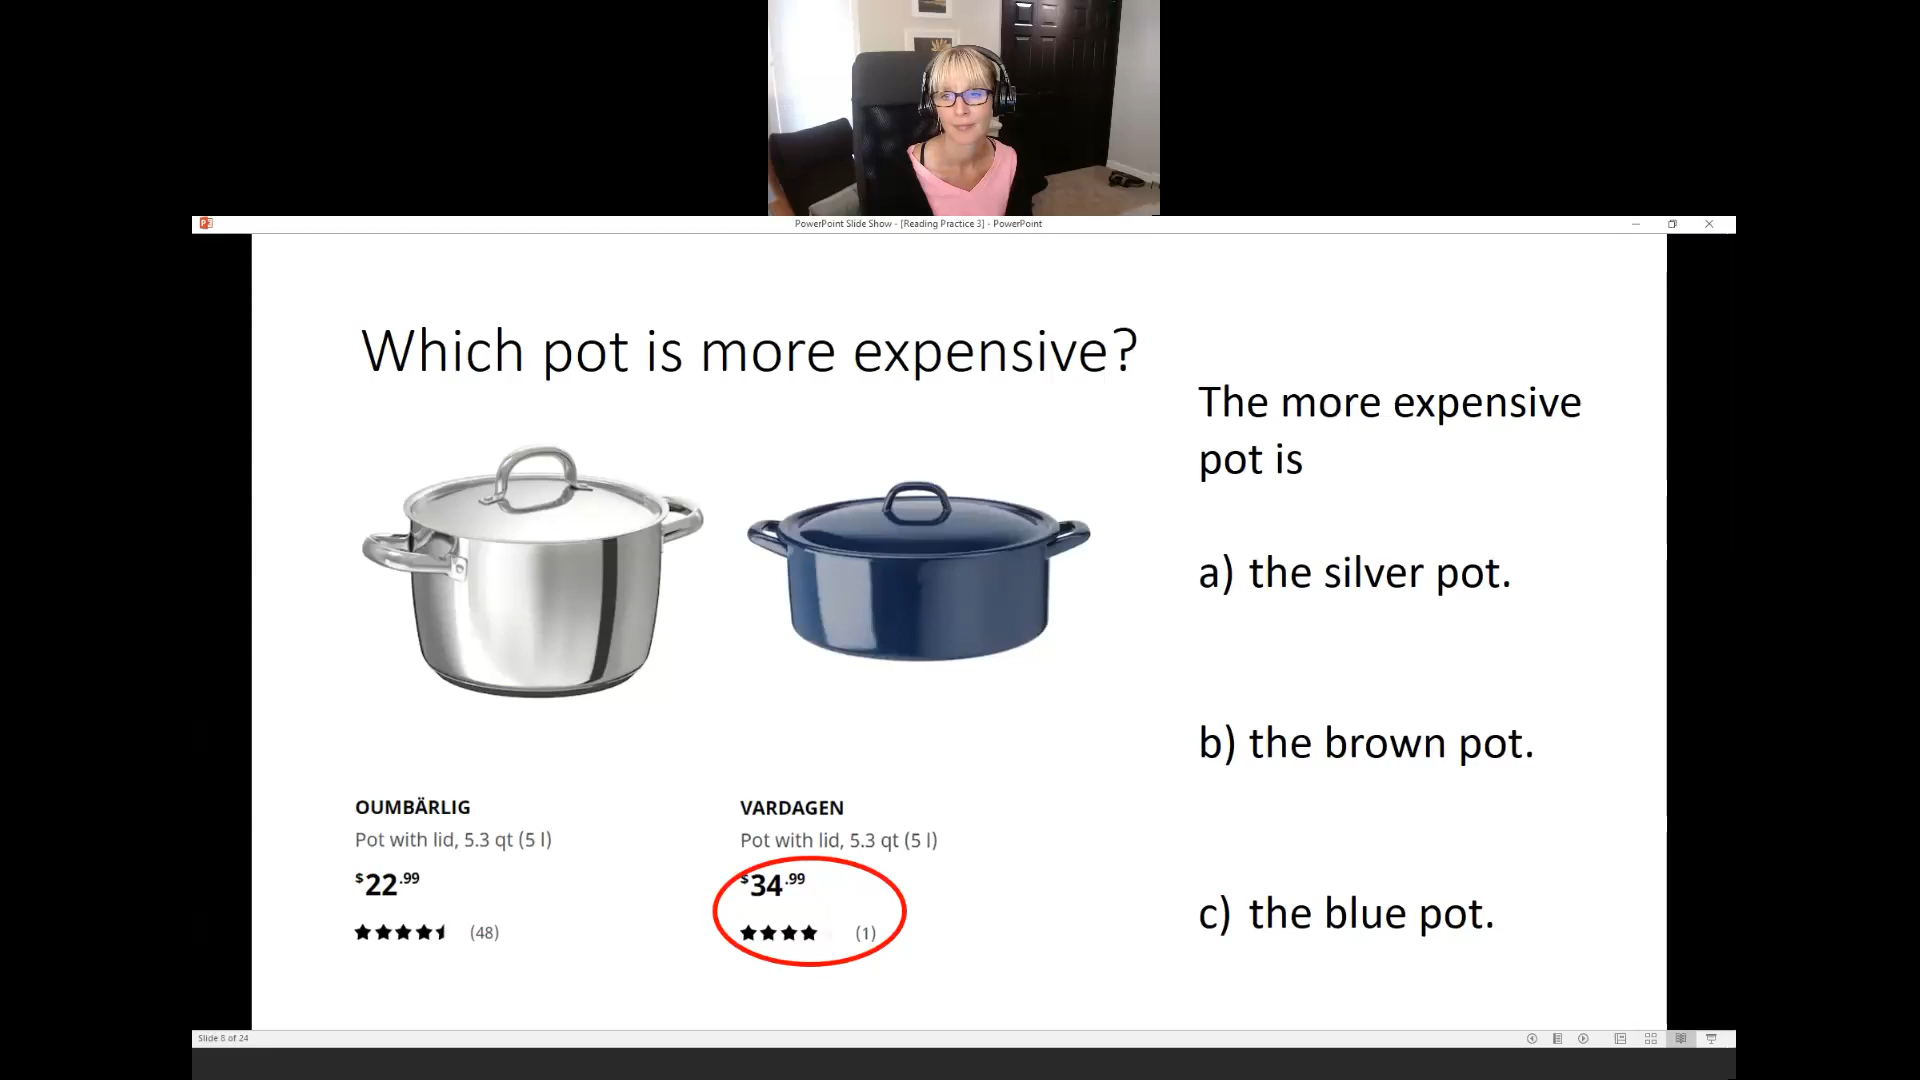 PowerPoint Slide Show - [Reading Practice 3] - PowerPoint
Which pot is more expensive?
The more expensive
pot is
a) the silver pot.
b) the brown pot.
c) the blue pot.
OUMBÄRLIG
Pot with lid, 5.3 qt (5 l)
$22.99
(48)
VARDAGEN
Pot with lid, 5.3 qt (5 l)
$34.99
(1)
Slide 8 of 24